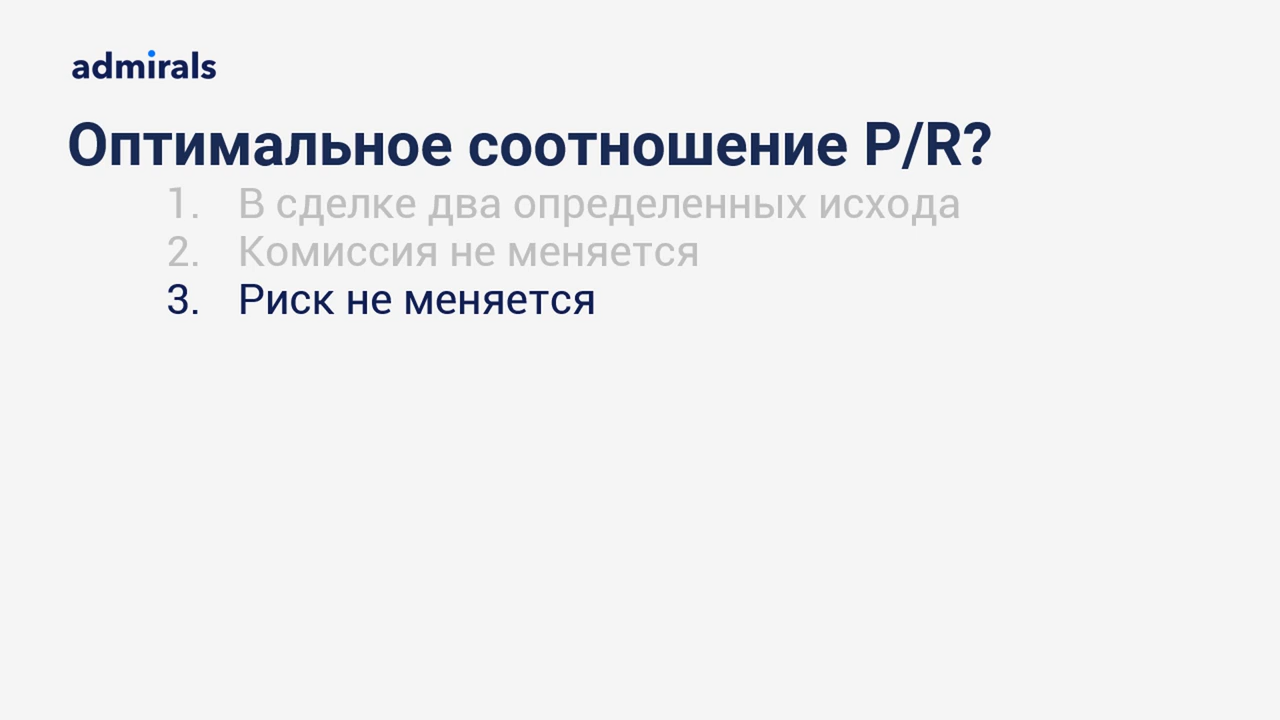 admirals
Оптимальное соотношение P/R?
1. В сделке два определенных исхода
2. Комиссия не меняется
3. Риск не меняется